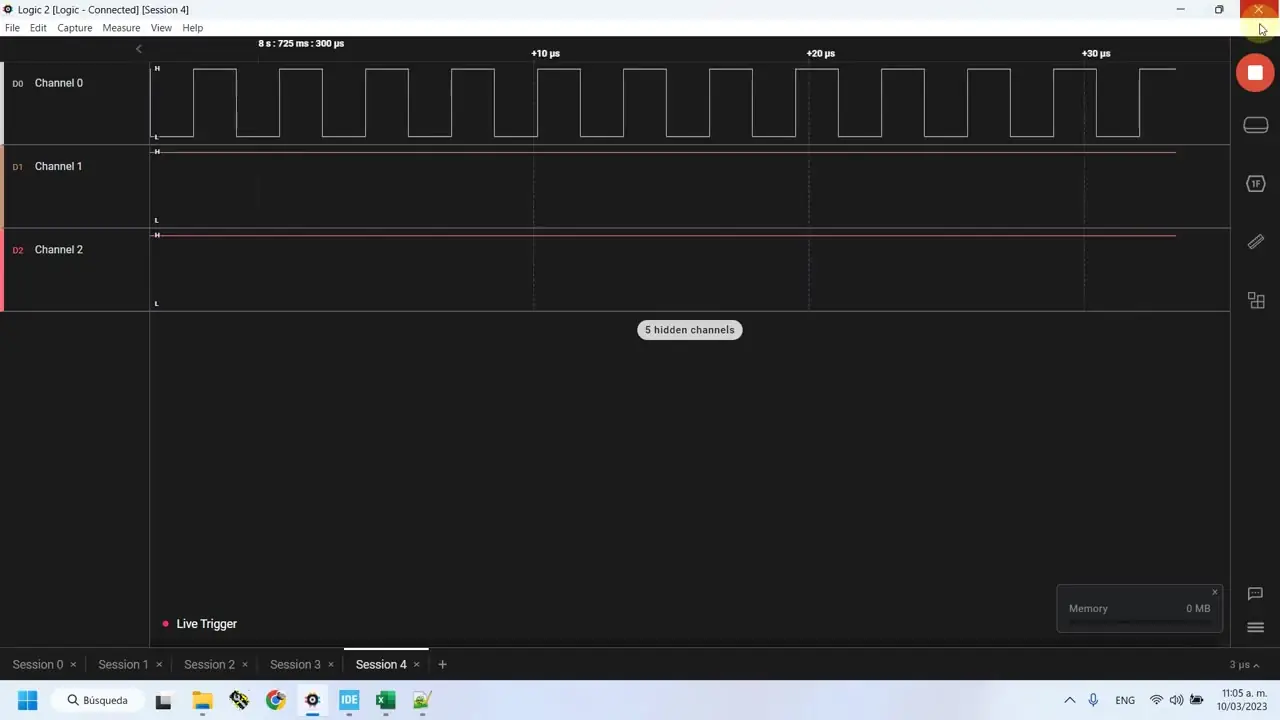 Logic 2 [Logic - Connected] [Session 4]
File Edit Capture Measure View Help
8 s : 725 ms : 300 µs
+10 µs +20 µs +30 µs
D0 Channel 0
H
L
D1 Channel 1
H
L
D2 Channel 2
H
L
1F
5 hidden channels
Memory 0 MB
Live Trigger
Session 0 Session 1 Session 2 Session 3 Session 4 +
3 µs
Búsqueda
IDE
ENG
11:05 a. m.
10/03/2023